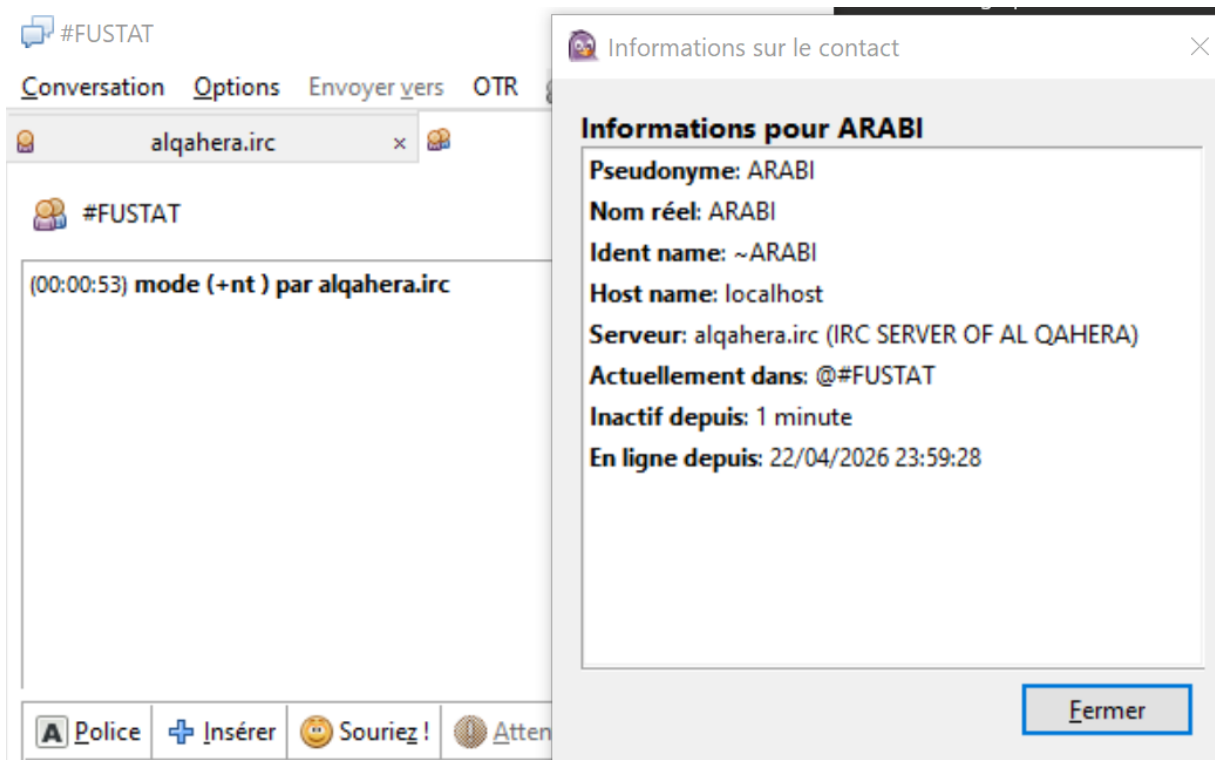 #FUSTAT
Conversation Options Envoyer vers OTR
alqahera.irc ×
#FUSTAT
(00:00:53) mode (+nt ) par alqahera.irc
A Police Insérer Souriez ! Atten
Informations sur le contact
Informations pour ARABI
Pseudonyme: ARABI
Nom réel: ARABI
Ident name: ~ARABI
Host name: localhost
Serveur: alqahera.irc (IRC SERVER OF AL QAHERA)
Actuellement dans: @#FUSTAT
Inactif depuis: 1 minute
En ligne depuis: 22/04/2026 23:59:28
Fermer